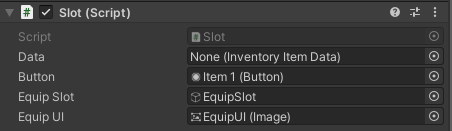 Slot (Script)
Script Slot
Data None (Inventory Item Data)
Button Item 1 (Button)
Equip Slot EquipSlot
Equip UI EquipUI (Image)